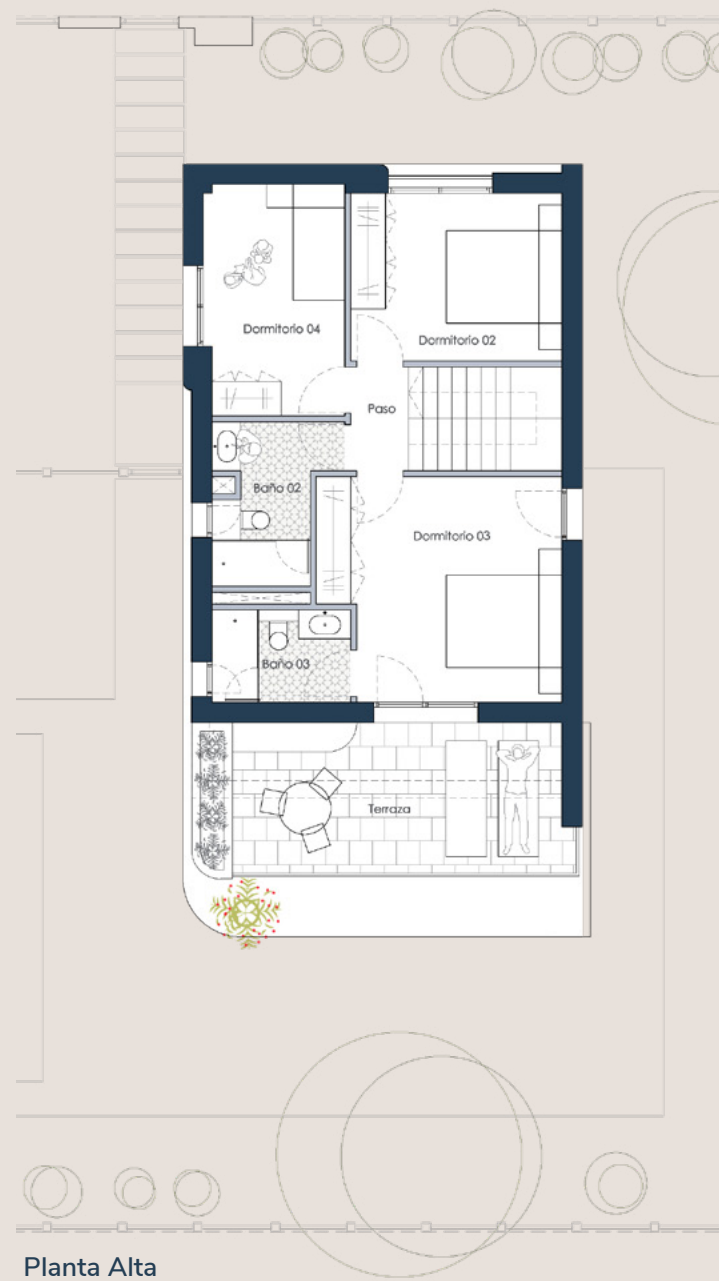 Dormitorio 04
Dormitorio 02
Paso
Baño 02
Dormitorio 03
Baño 03
Terraza
Planta Alta